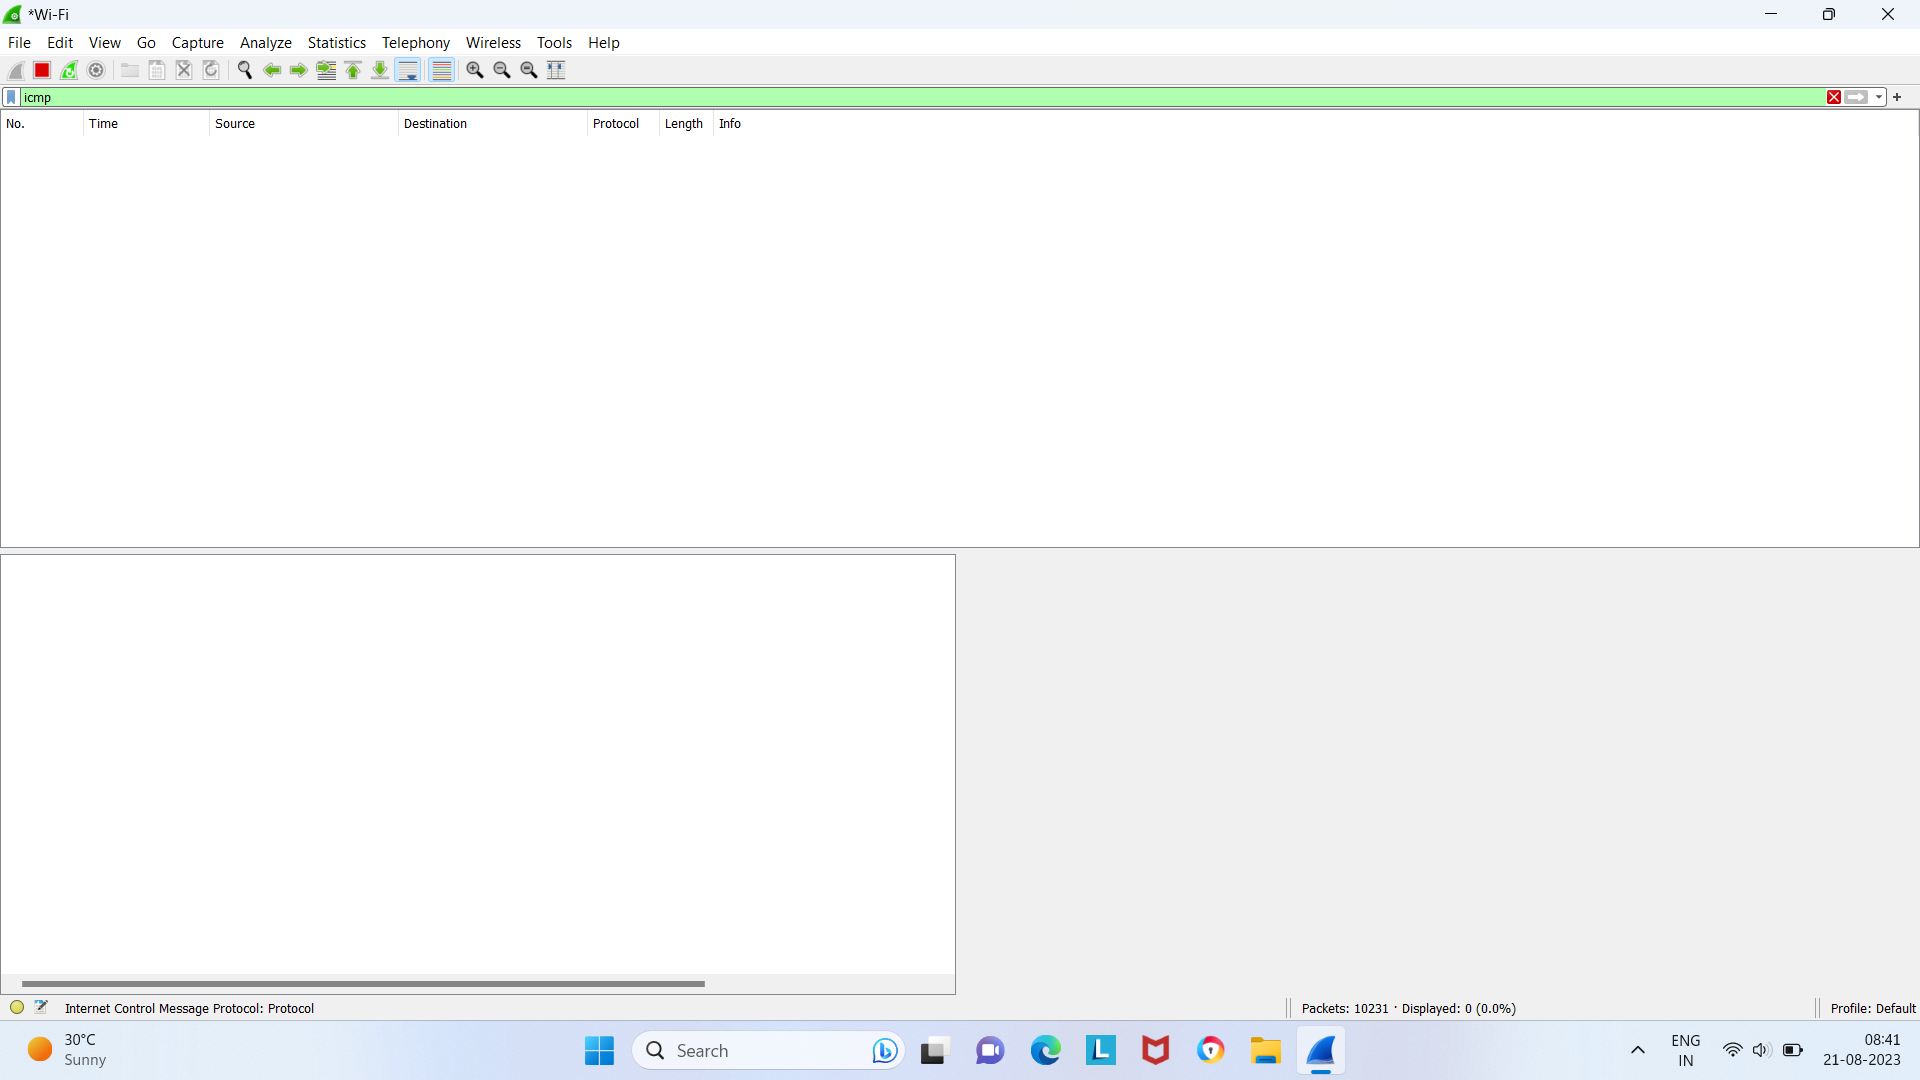 *Wi-Fi
File Edit View Go Capture Analyze Statistics Telephony Wireless Tools Help
icmp
No. Time Source Destination Protocol Length Info
Internet Control Message Protocol: Protocol
Packets: 10231 · Displayed: 0 (0.0%)
Profile: Default
30°C
Sunny
Search
ENG
IN
08:41
21-08-2023